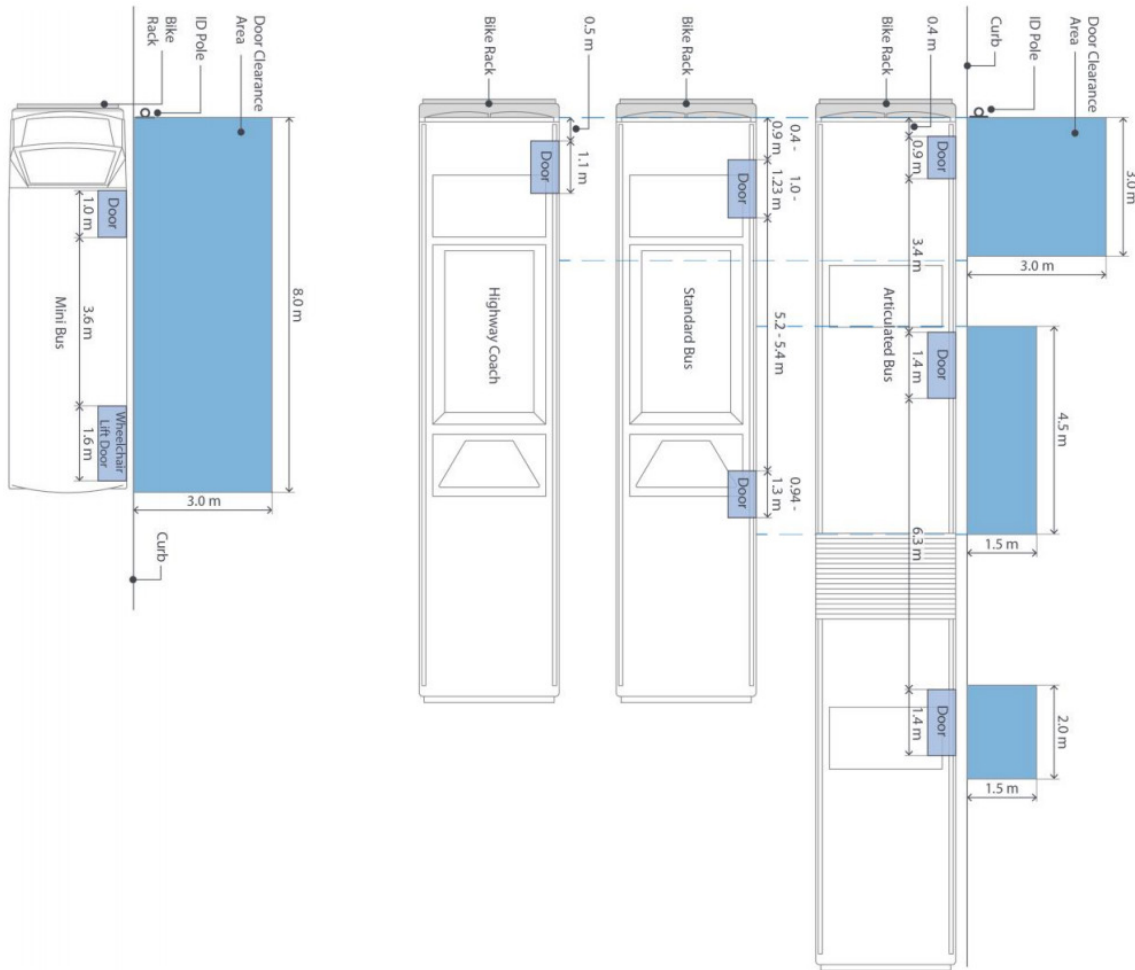 Door Clearance
Area
ID Pole
Curb
3.0 m
3.0 m
4.5 m
1.5 m
2.0 m
1.5 m
Bike Rack
0.4 m
0.9 m
Door
3.4 m
Articulated Bus
1.4 m
Door
6.3 m
1.4 m
Door
Bike Rack
0.4 -
0.9 m
1.0 -
1.23 m
Door
5.2 - 5.4 m
Standard Bus
0.94 -
1.3 m
Door
Bike Rack
0.5 m
1.1 m
Door
Highway Coach
Door Clearance
Area
ID Pole
Bike
Rack
8.0 m
3.0 m
Door
1.0 m
3.6 m
Mini Bus
Wheelchair
Lift Door
1.6 m
Curb